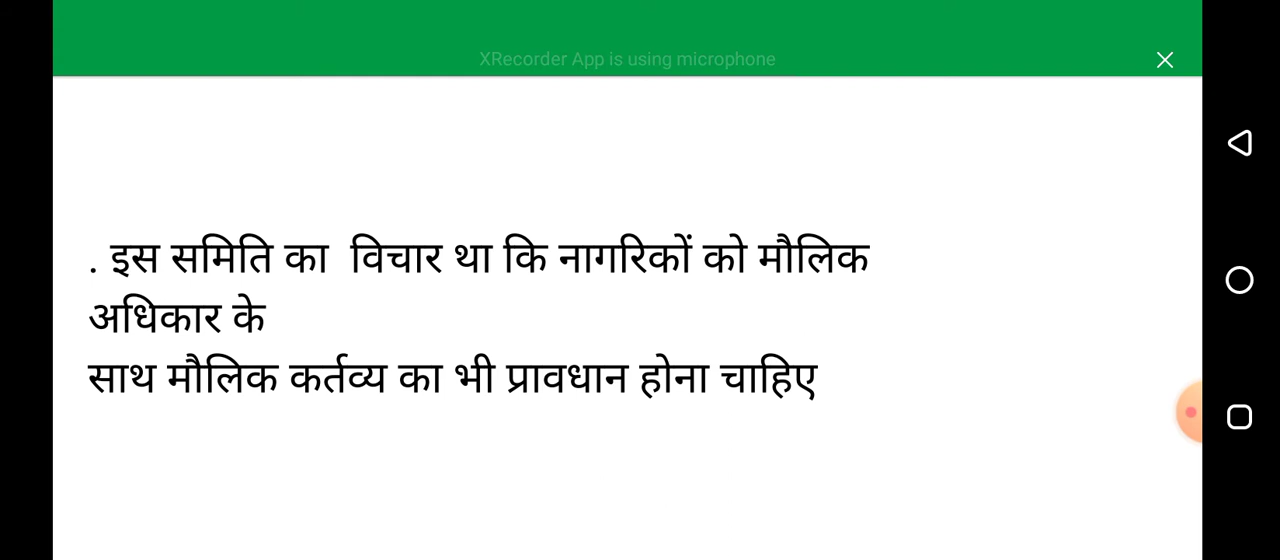 XRecorder App is using microphone
. इस समिति का  विचार था कि नागरिकों को मौलिक
अधिकार के
साथ मौलिक कर्तव्य का भी प्रावधान होना चाहिए